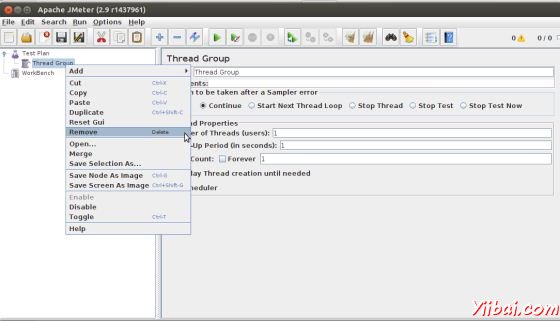 Apache JMeter (2.9 r1437961)
File Edit Search Run Options Help
0
0 /
Test Plan
Thread Group
WorkBench
Add
Cut Ctrl-X
Copy Ctrl-C
Paste Ctrl-V
Duplicate Ctrl+Shift-C
Reset Gui
Remove Delete
Open...
Merge
Save Selection As...
Save Node As Image Ctrl-G
Save Screen As Image Ctrl+Shift-G
Enable
Disable
Toggle Ctrl-T
Help
Thread Group
Thread Group
ents:
n to be taken after a Sampler error
Continue Start Next Thread Loop Stop Thread Stop Test Stop Test Now
d Properties
er of Threads (users): 1
-Up Period (in seconds): 1
Count: Forever 1
ay Thread creation until needed
eduler
Yiibai.com